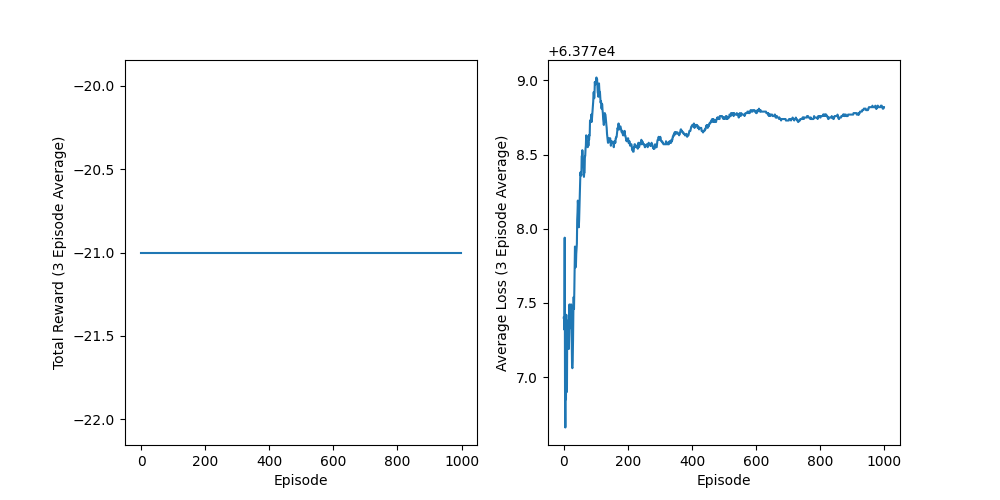 Total Reward (3 Episode Average)
−20.0
−20.5
−21.0
−21.5
−22.0
0 200 400 600 800 1000
Episode
+6.377e4
Average Loss (3 Episode Average)
9.0
8.5
8.0
7.5
7.0
0 200 400 600 800 1000
Episode